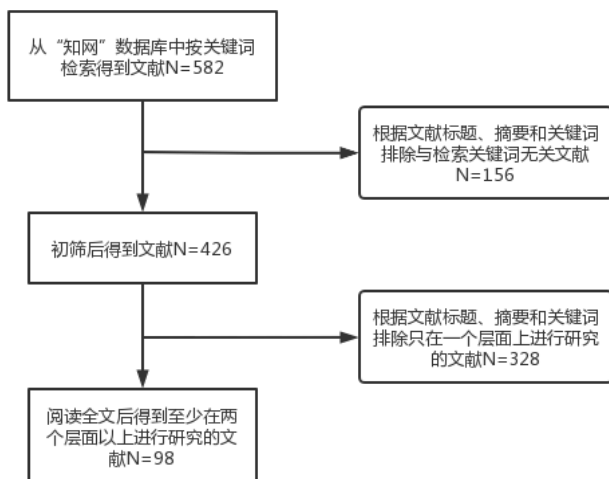 从“知网”数据库中按关键词
检索得到文献N=582
根据文献标题、摘要和关键词
排除与检索关键词无关文献
N=156
初筛后得到文献N=426
根据文献标题、摘要和关键词
排除只在一个层面上进行研究
的文献N=328
阅读全文后得到至少在两
个层面以上进行研究的文
献N=98